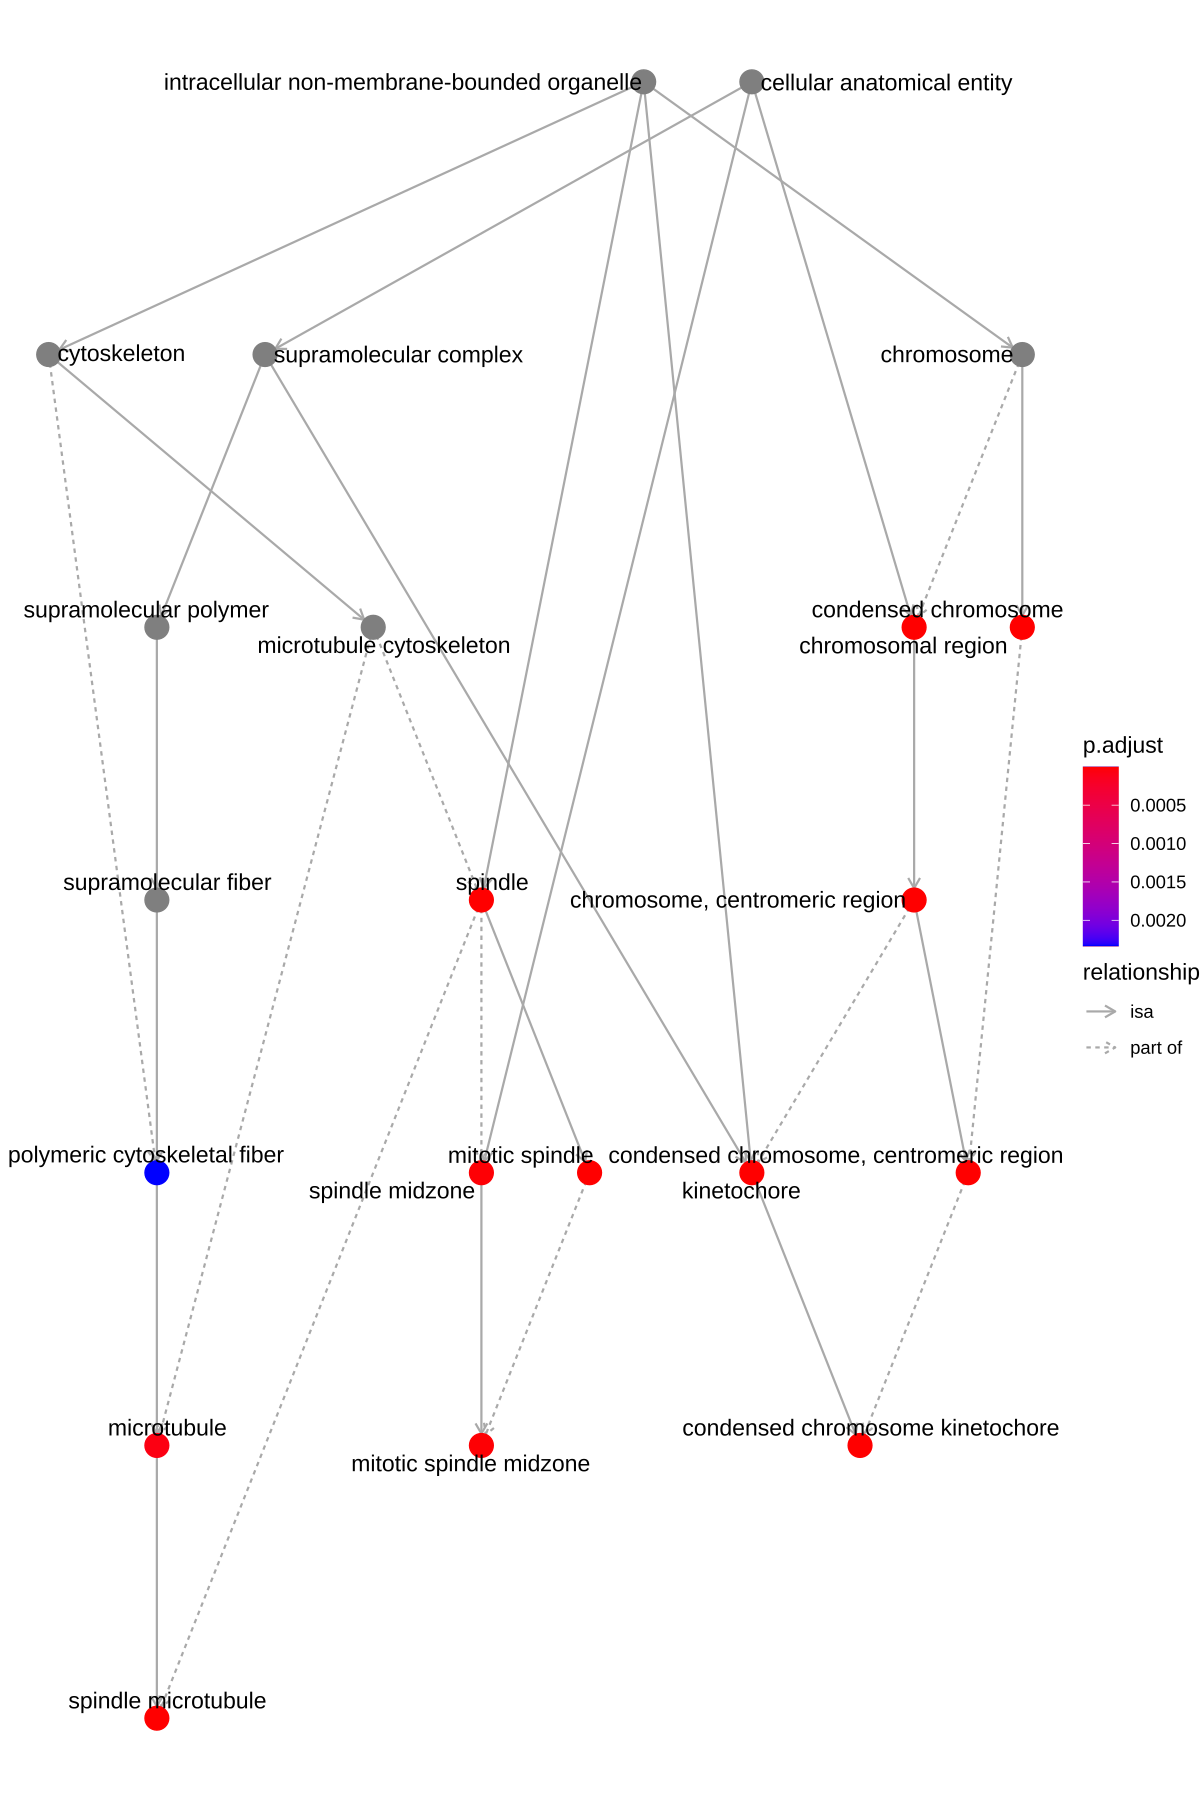 intracellular non-membrane-bounded organelle
cellular anatomical entity
cytoskeleton
supramolecular complex
chromosome
supramolecular polymer
condensed chromosome
microtubule cytoskeleton
chromosomal region
p.adjust
0.0005
0.0010
0.0015
0.0020
supramolecular fiber
spindle
chromosome, centromeric region
relationship
isa
part of
polymeric cytoskeletal fiber
mitotic spindle
condensed chromosome, centromeric region
spindle midzone
kinetochore
microtubule
condensed chromosome kinetochore
mitotic spindle midzone
spindle microtubule